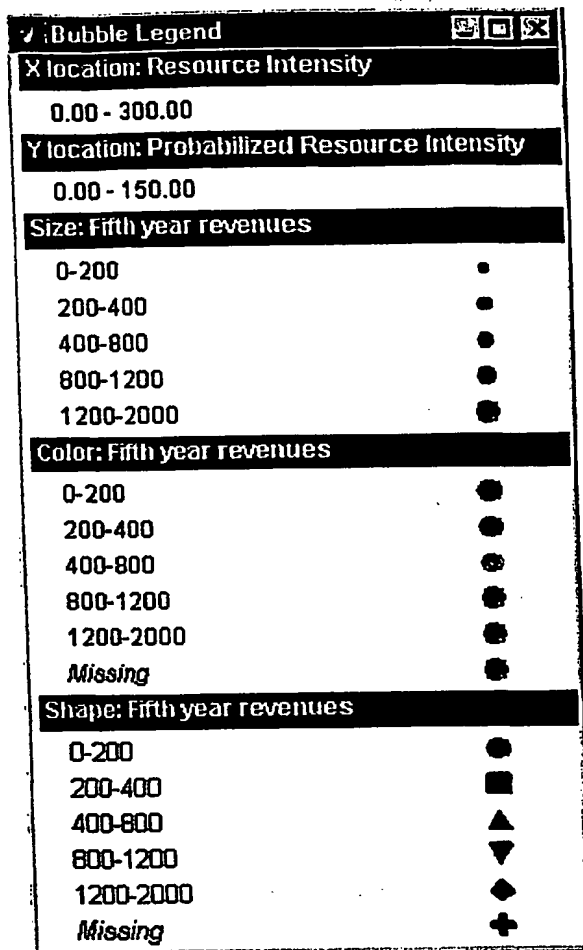 Bubble Legend
X location: Resource Intensity
0.00 - 300.00
Y location: Probabilized Resource Intensity
0.00 - 150.00
Size: Fifth year revenues
0-200
200-400
400-800
800-1200
1200-2000
Color: Fifth year revenues
0-200
200-400
400-800
800-1200
1200-2000
Missing
Shape: Fifth year revenues
0-200
200-400
400-800
800-1200
1200-2000
Missing